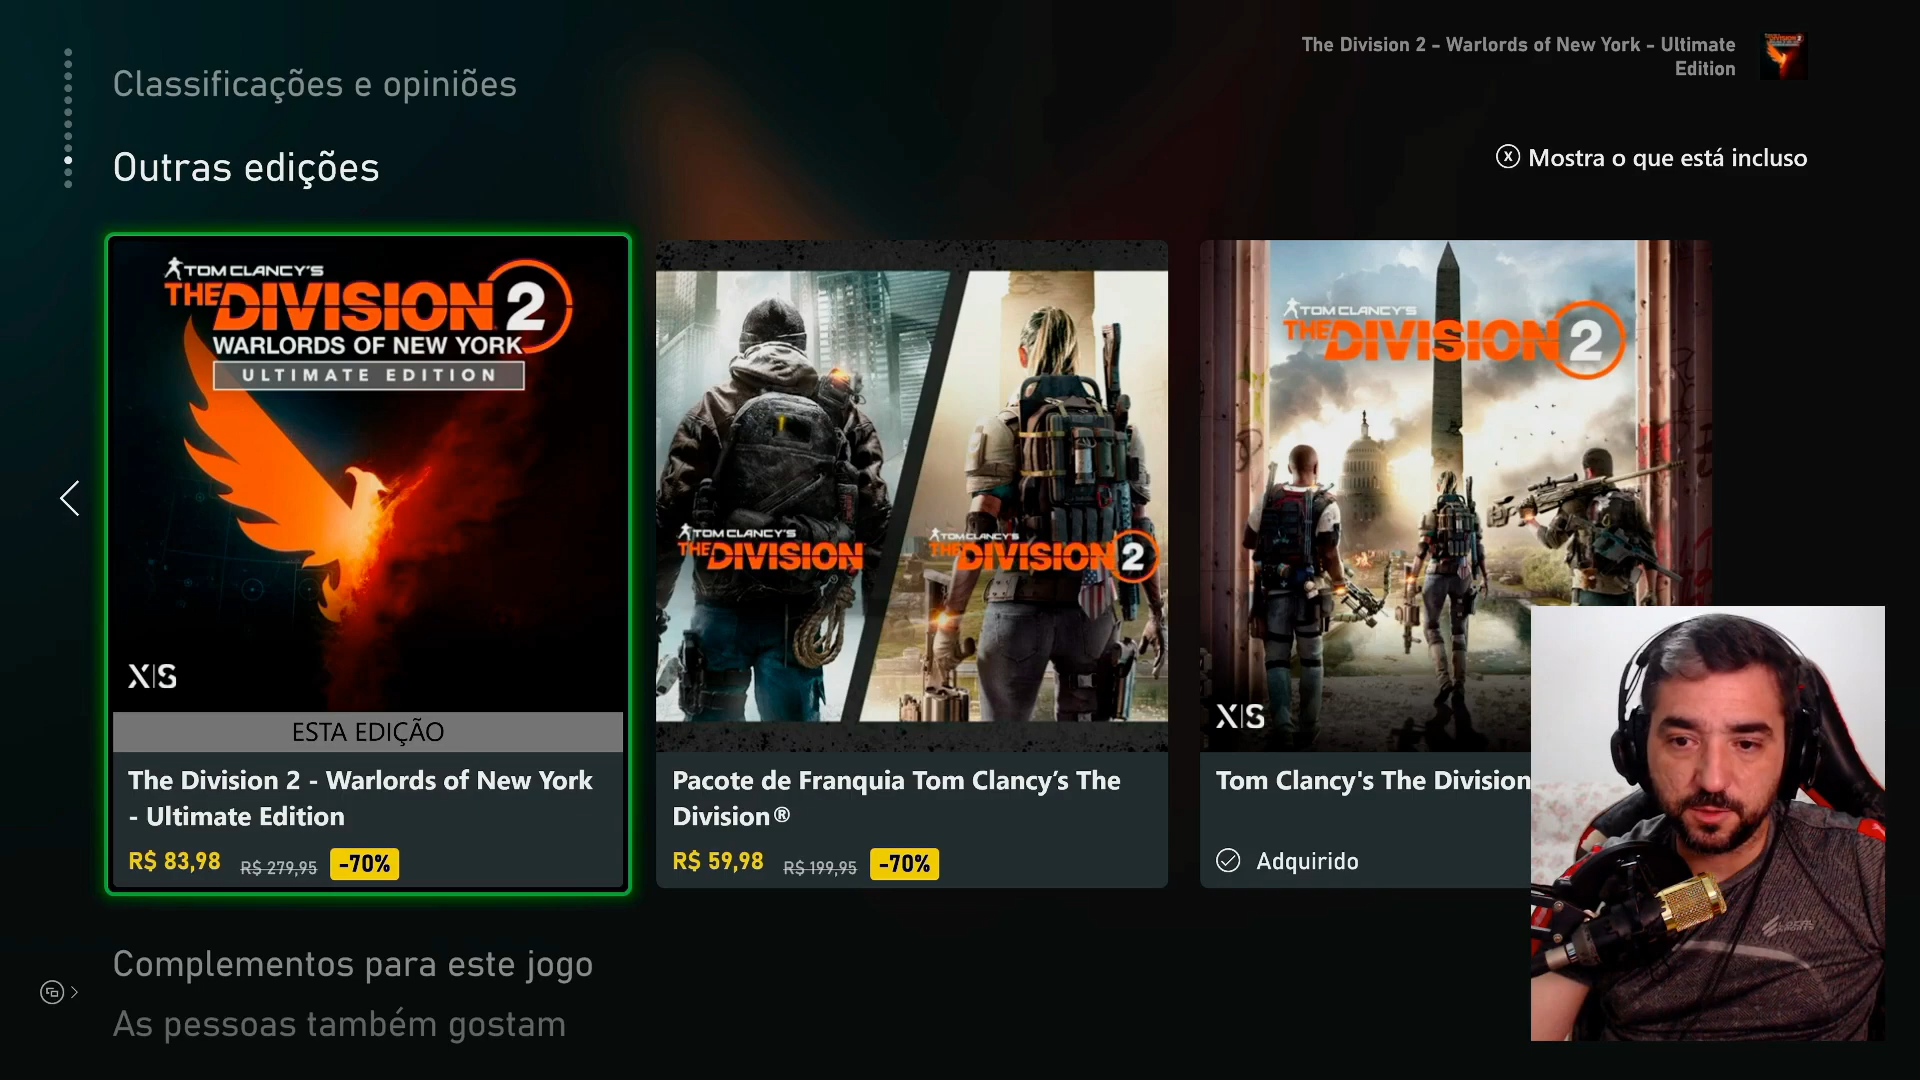 Classificações e opiniões
The Division 2 - Warlords of New York - Ultimate
Edition
Outras edições
X Mostra o que está incluso
TOM CLANCY'S
THE DIVISION 2
WARLORDS OF NEW YORK
ULTIMATE EDITION
X|S
ESTA EDIÇÃO
The Division 2 - Warlords of New York
- Ultimate Edition
R$ 83,98 R$ 279,95 -70%
TOM CLANCY'S
THE DIVISION
TOM CLANCY'S
THE DIVISION 2
Pacote de Franquia Tom Clancy’s The
Division®
R$ 59,98 R$ 199,95 -70%
TOM CLANCY'S
THE DIVISION 2
X|S
Tom Clancy's The Division
Adquirido
Complementos para este jogo
As pessoas também gostam